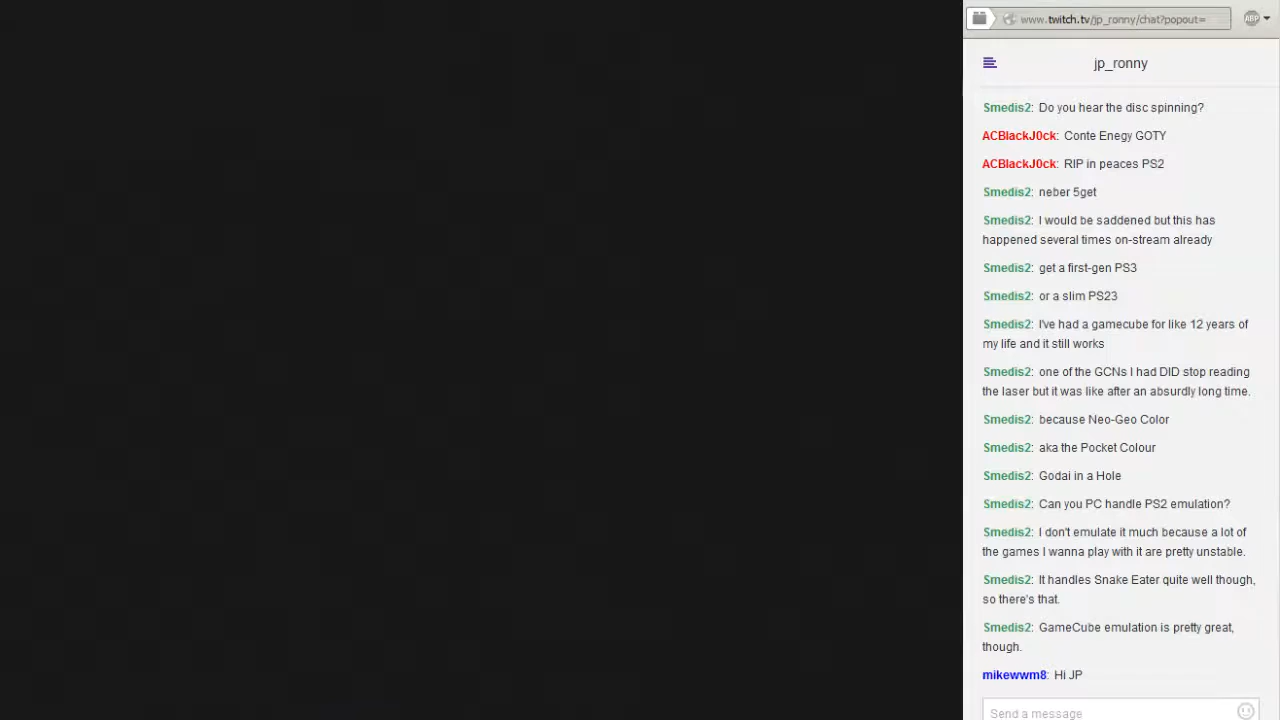 www.twitch.tv/jp_ronny/chat?popout=
ABP
jp_ronny
Smedis2: Do you hear the disc spinning?
ACBlackJ0ck: Conte Enegy GOTY
ACBlackJ0ck: RIP in peaces PS2
Smedis2: neber 5get
Smedis2: I would be saddened but this has
happened several times on-stream already
Smedis2: get a first-gen PS3
Smedis2: or a slim PS23
Smedis2: I've had a gamecube for like 12 years of
my life and it still works
Smedis2: one of the GCNs I had DID stop reading
the laser but it was like after an absurdly long time.
Smedis2: because Neo-Geo Color
Smedis2: aka the Pocket Colour
Smedis2: Godai in a Hole
Smedis2: Can you PC handle PS2 emulation?
Smedis2: I don't emulate it much because a lot of
the games I wanna play with it are pretty unstable.
Smedis2: It handles Snake Eater quite well though,
so there's that.
Smedis2: GameCube emulation is pretty great,
though.
mikewwm8: Hi JP
Send a message